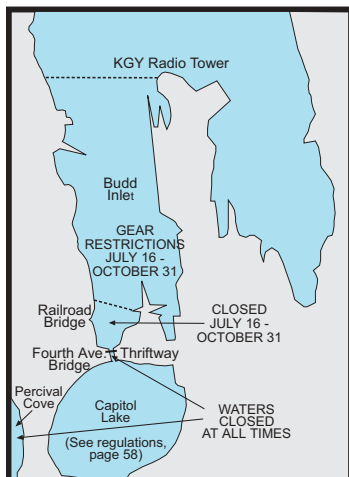 KGY Radio Tower
Budd
Inlet
GEAR
RESTRICTIONS
JULY 16 -
OCTOBER 31
Railroad
Bridge
CLOSED
JULY 16 -
OCTOBER 31
Fourth Ave.
Bridge
Thriftway
Percival
Cove
Capitol
Lake
(See regulations,
page 58)
WATERS
CLOSED
AT ALL TIMES